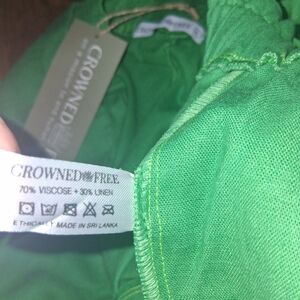 CROWNED
CROWNED FREE
70% VISCOSE + 30% LINEN
ETHICALLY MADE IN SRI LANKA